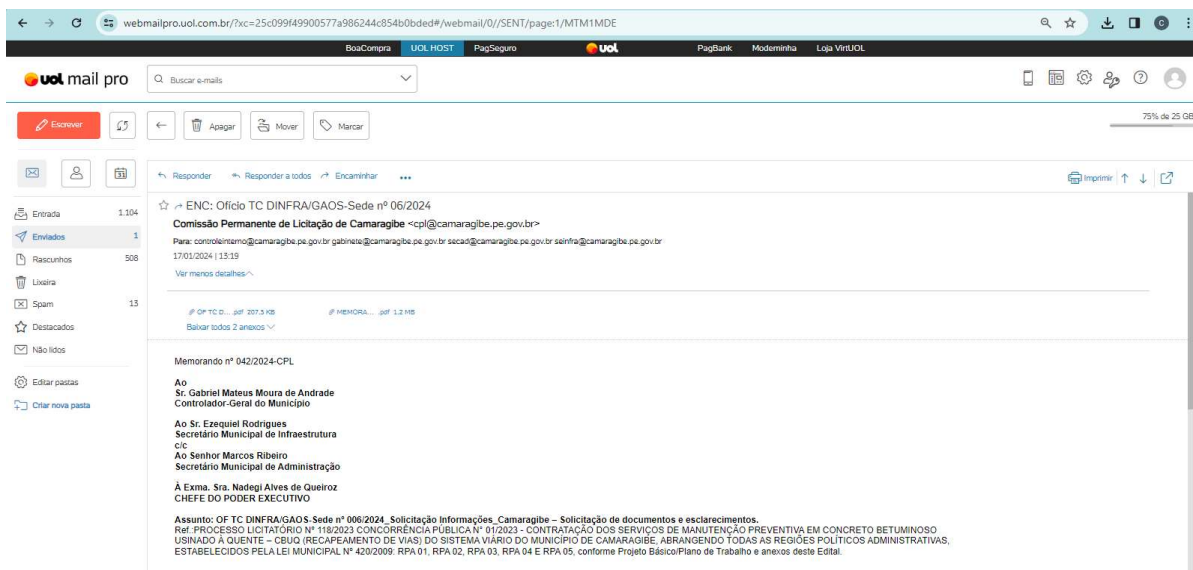 webmailpro.uol.com.br/?xc=25c099f49900577a986244c854b0bded#/webmail/0//SENT/page:1/MTM1MDE
C
BoaCompra UOL HOST PagSeguro uol PagBank Moderninha Loja VirtUOL
uol mail pro
Buscar e-mails
Escrever
31
Apagar Mover Marcar
75% de 25 GB
Responder Responder a todos Encaminhar
Imprimir
Entrada 1.104
Enviados 1
Rascunhos 508
Lixeira
Spam 13
Destacados
Não lidos
Editar pastas
Criar nova pasta
ENC: Ofício TC DINFRA/GAOS-Sede nº 06/2024
Comissão Permanente de Licitação de Camaragibe <cpl@camaragibe.pe.gov.br>
Para: controleinterno@camaragibe.pe.gov.br gabinete@camaragibe.pe.gov.br secad@camaragibe.pe.gov.br seinfra@camaragibe.pe.gov.br
17/01/2024 | 13:19
Ver menos detalhes
OF TC D... .pdf 207.3 KB MEMORA... .pdf 1.2 MB
Baixar todos 2 anexos
Memorando nº 042/2024-CPL
Ao
Sr. Gabriel Mateus Moura de Andrade
Controlador-Geral do Município
Ao Sr. Ezequiel Rodrigues
Secretário Municipal de Infraestrutura
c/c
Ao Senhor Marcos Ribeiro
Secretário Municipal de Administração
À Exma. Sra. Nadegi Alves de Queiroz
CHEFE DO PODER EXECUTIVO
Assunto: OF TC DINFRA/GAOS-Sede nº 006/2024_Solicitação Informações_Camaragibe – Solicitação de documentos e esclarecimentos.
Ref.:PROCESSO LICITATÓRIO Nº 118/2023 CONCORRÊNCIA PÚBLICA Nº 01/2023 - CONTRATAÇÃO DOS SERVIÇOS DE MANUTENÇÃO PREVENTIVA EM CONCRETO BETUMINOSO
USINADO À QUENTE – CBUQ (RECAPEAMENTO DE VIAS) DO SISTEMA VIÁRIO DO MUNICÍPIO DE CAMARAGIBE, ABRANGENDO TODAS AS REGIÕES POLÍTICOS ADMINISTRATIVAS,
ESTABELECIDOS PELA LEI MUNICIPAL Nº 420/2009: RPA 01, RPA 02, RPA 03, RPA 04 E RPA 05, conforme Projeto Básico/Plano de Trabalho e anexos deste Edital.